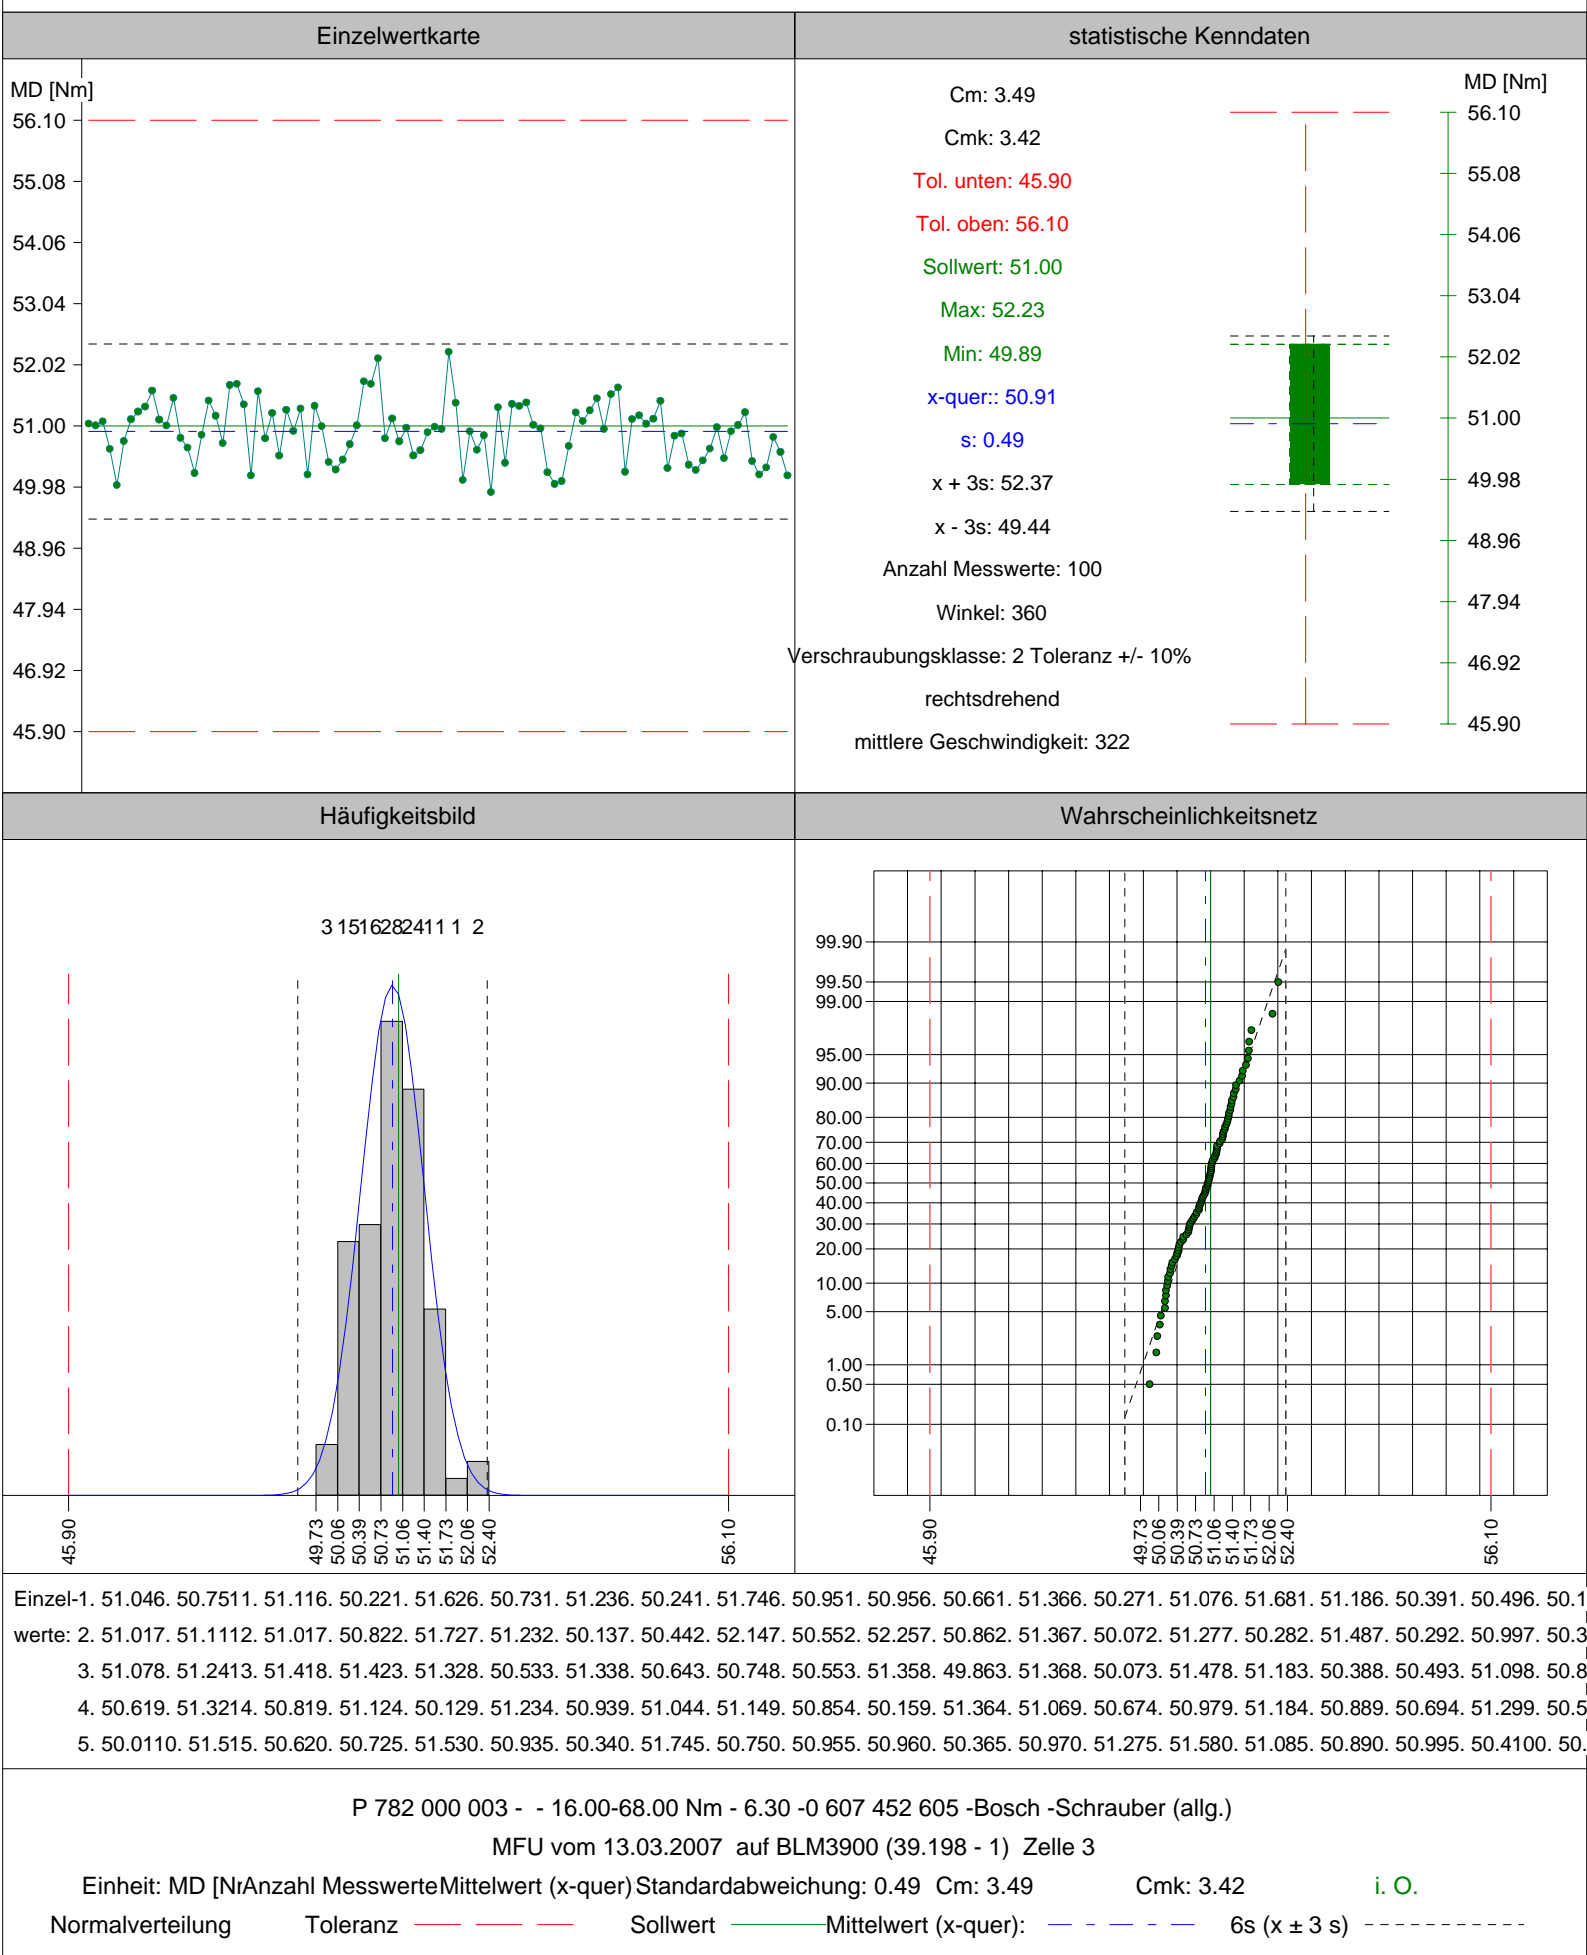 Einzelwertkarte
statistische Kenndaten
MD [Nm]
56.10
55.08
54.06
53.04
52.02
51.00
49.98
48.96
47.94
46.92
45.90
Cm: 3.49
Cmk: 3.42
Tol. unten: 45.90
Tol. oben: 56.10
Sollwert: 51.00
Max: 52.23
Min: 49.89
x-quer:: 50.91
s: 0.49
x + 3s: 52.37
x - 3s: 49.44
Anzahl Messwerte: 100
Winkel: 360
Verschraubungsklasse: 2 Toleranz +/- 10%
rechtsdrehend
mittlere Geschwindigkeit: 322
MD [Nm]
56.10
55.08
54.06
53.04
52.02
51.00
49.98
48.96
47.94
46.92
45.90
Häufigkeitsbild
Wahrscheinlichkeitsnetz
3 1516282411 1 2
45.90
49.73
50.06
50.39
50.73
51.06
51.40
51.73
52.06
52.40
56.10
99.90
99.50
99.00
95.00
90.00
80.00
70.00
60.00
50.00
40.00
30.00
20.00
10.00
5.00
1.00
0.50
0.10
45.90
49.73
50.06
50.39
50.73
51.06
51.40
51.73
52.06
52.40
56.10
Einzel-1. 51.046. 50.7511. 51.116. 50.221. 51.626. 50.731. 51.236. 50.241. 51.746. 50.951. 50.956. 50.661. 51.366. 50.271. 51.076. 51.681. 51.186. 50.391. 50.496. 50.1
werte: 2. 51.017. 51.1112. 51.017. 50.822. 51.727. 51.232. 50.137. 50.442. 52.147. 50.552. 52.257. 50.862. 51.367. 50.072. 51.277. 50.282. 51.487. 50.292. 50.997. 50.3
3. 51.078. 51.2413. 51.418. 51.423. 51.328. 50.533. 51.338. 50.643. 50.748. 50.553. 51.358. 49.863. 51.368. 50.073. 51.478. 51.183. 50.388. 50.493. 51.098. 50.8
4. 50.619. 51.3214. 50.819. 51.124. 50.129. 51.234. 50.939. 51.044. 51.149. 50.854. 50.159. 51.364. 51.069. 50.674. 50.979. 51.184. 50.889. 50.694. 51.299. 50.5
5. 50.0110. 51.515. 50.620. 50.725. 51.530. 50.935. 50.340. 51.745. 50.750. 50.955. 50.960. 50.365. 50.970. 51.275. 51.580. 51.085. 50.890. 50.995. 50.4100. 50.
P 782 000 003 - - 16.00-68.00 Nm - 6.30 -0 607 452 605 -Bosch -Schrauber (allg.)
MFU vom 13.03.2007 auf BLM3900 (39.198 - 1) Zelle 3
Einheit: MD [Nm Anzahl Messwerte Mittelwert (x-quer) Standardabweichung: 0.49 Cm: 3.49 Cmk: 3.42 i. O.
Normalverteilung Toleranz Sollwert Mittelwert (x-quer): 6s (x ± 3 s)